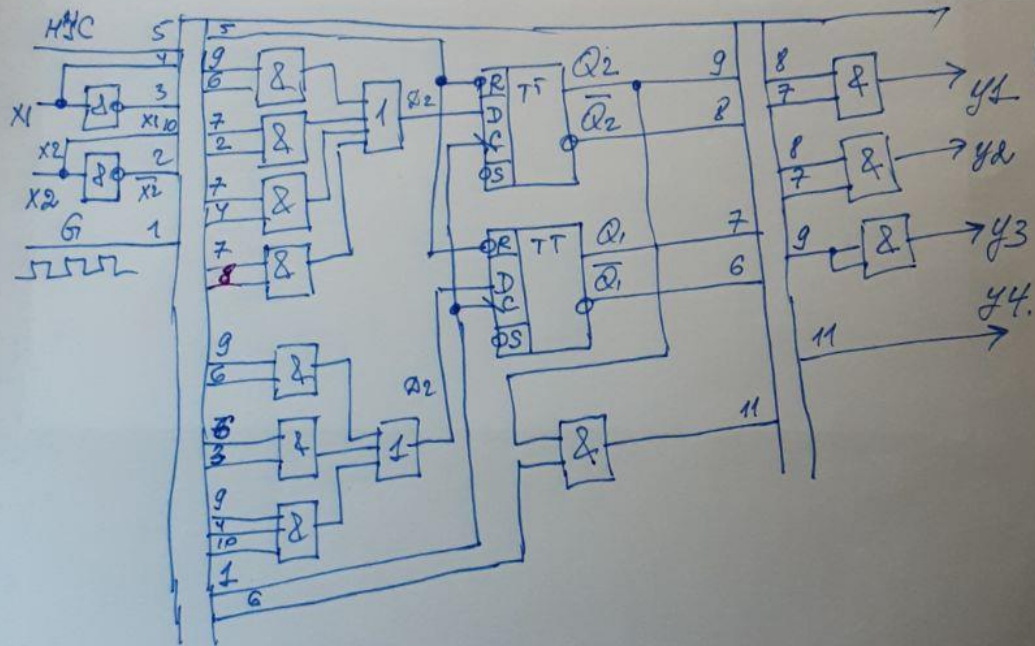 НУС 5 5
4
X1 & 3
X̅1 10
X2
X2 & 2
X̅2
G 1
9 &
6
7 &
2
7 &
4
7 &
8
1 D2
9 &
6
6 &
3
9 &
4
10
1 D2
1
6
R TT Q2 9
D Q̅2 8
C
S
R TT Q1 7
D Q̅1 6
C
S
& 11
8 & y1
7
8 & y2
7
9 & y3
11 y4.